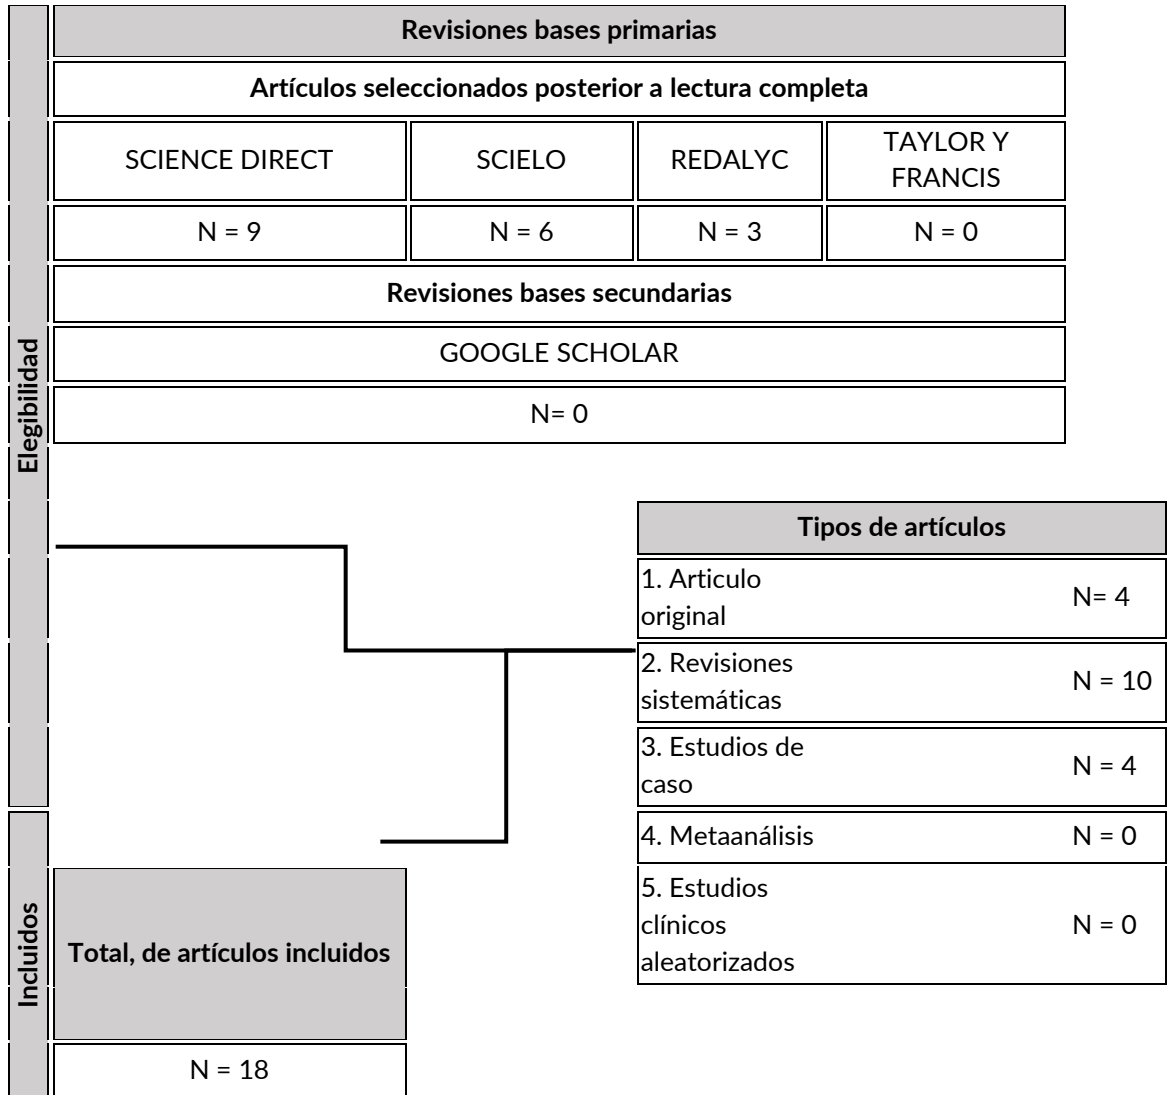 Revisiones bases primarias
Artículos seleccionados posterior a lectura completa
SCIENCE DIRECT
SCIELO
REDALYC
TAYLOR Y
FRANCIS
N = 9
N = 6
N = 3
N = 0
Revisiones bases secundarias
GOOGLE SCHOLAR
N= 0
Elegibilidad
Tipos de artículos
1. Articulo
original
N= 4
2. Revisiones
sistemáticas
N = 10
3. Estudios de
caso
N = 4
4. Metaanálisis
N = 0
5. Estudios
clínicos
aleatorizados
N = 0
Incluidos
Total, de artículos incluidos
N = 18